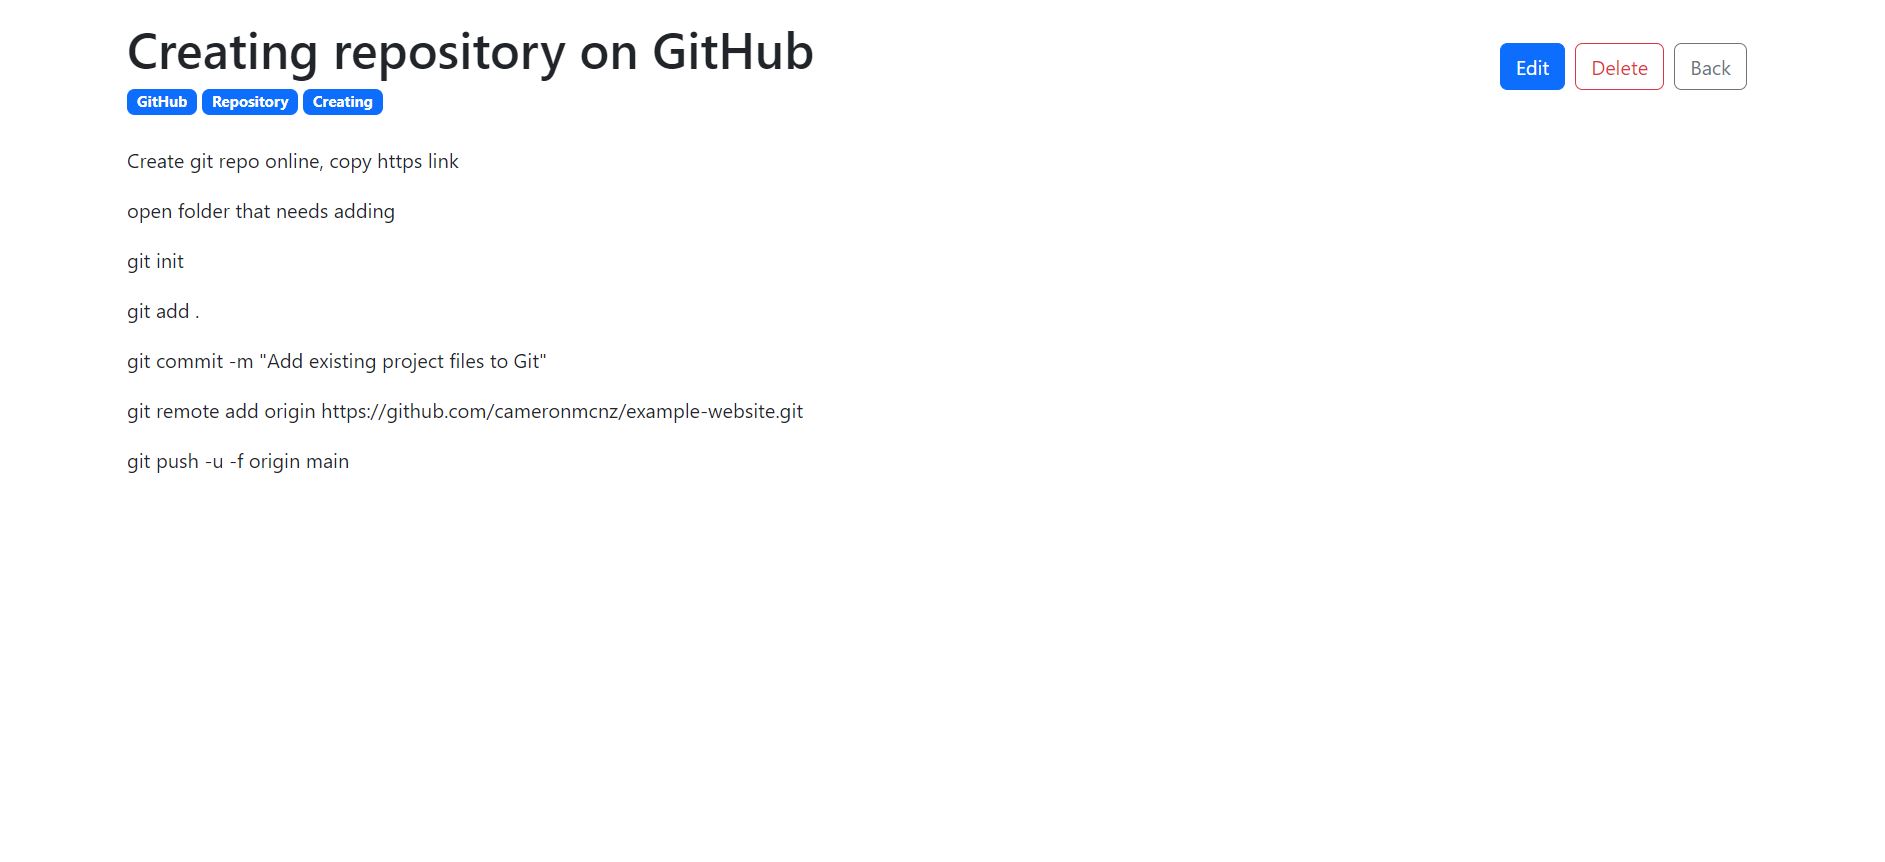 Creating repository on GitHub
Edit Delete Back
GitHub Repository Creating
Create git repo online, copy https link
open folder that needs adding
git init
git add .
git commit -m "Add existing project files to Git"
git remote add origin https://github.com/cameronmcnz/example-website.git
git push -u -f origin main